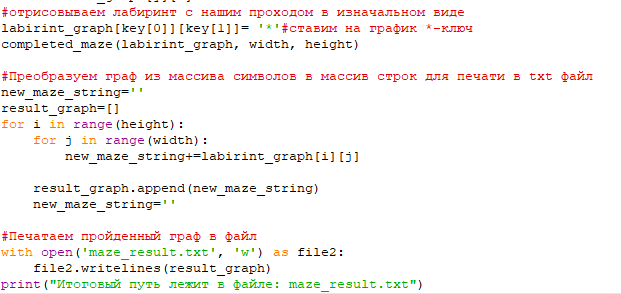 #отрисовываем лабиринт с нашим проходом в изначальном виде
labirint_graph[key[0]][key[1]]= '*'#ставим на график *-ключ
completed_maze(labirint_graph, width, height)
#Преобразуем граф из массива символов в массив строк для печати в txt файл
new_maze_string=''
result_graph=[]
for i in range(height):
    for j in range(width):
        new_maze_string+=labirint_graph[i][j]
    result_graph.append(new_maze_string)
    new_maze_string=''
#Печатаем пройденный граф в файл
with open('maze_result.txt', 'w') as file2:
    file2.writelines(result_graph)
print("Итоговый путь лежит в файле: maze_result.txt")